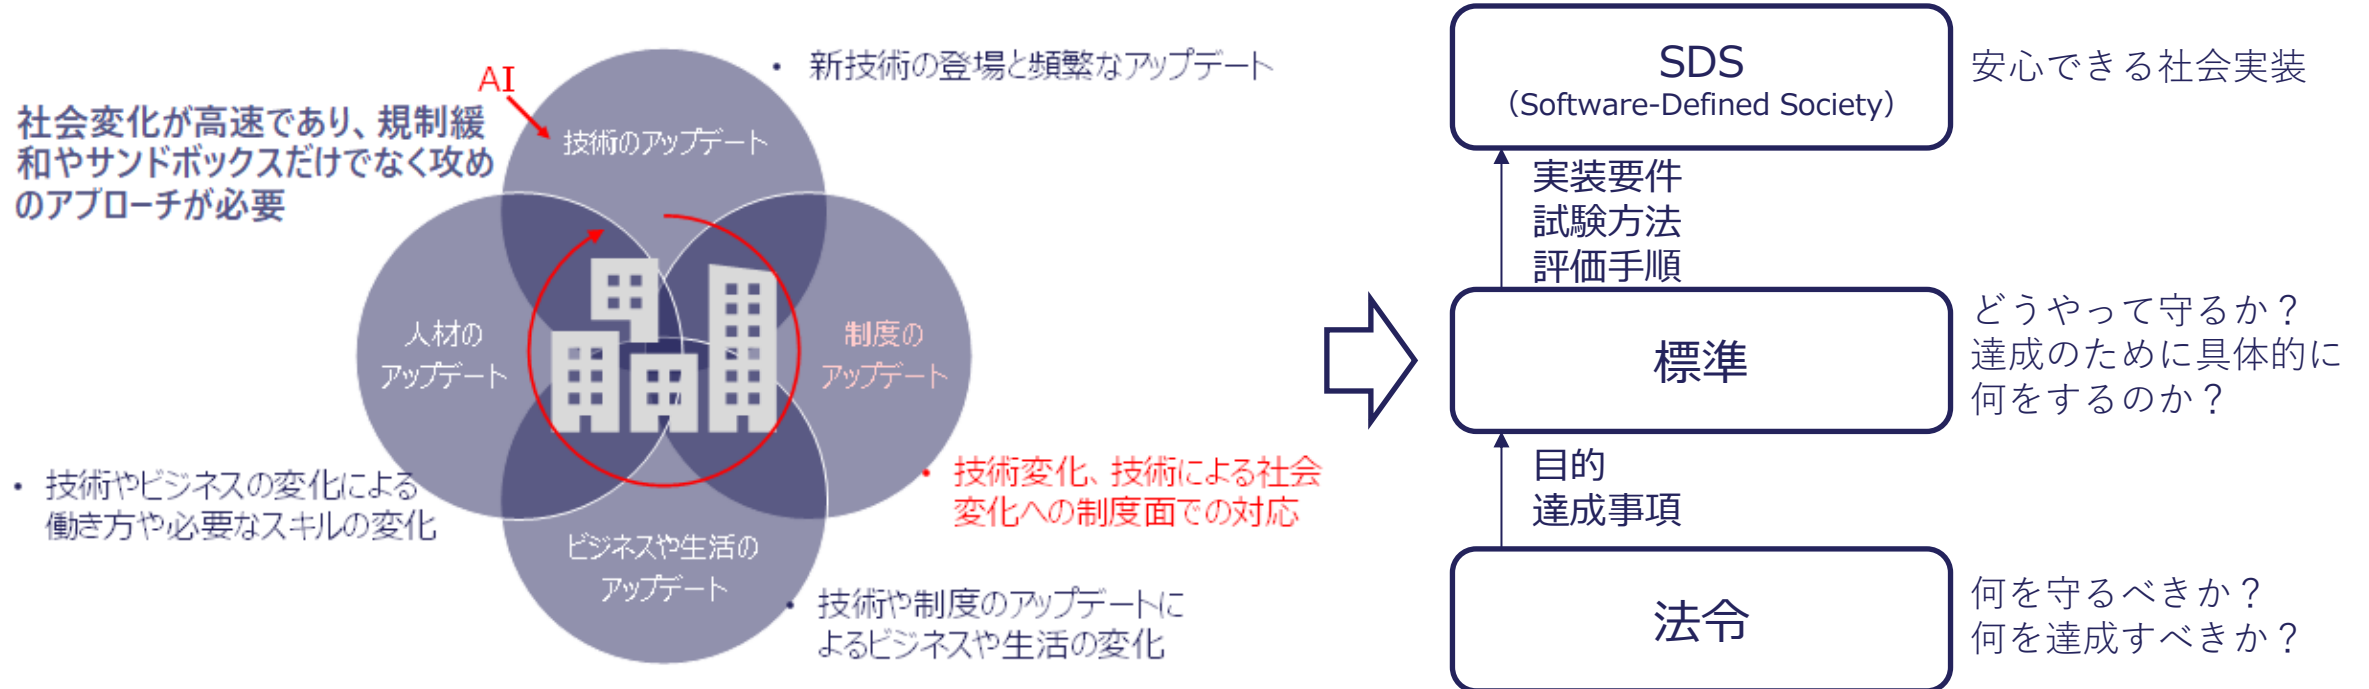 社会変化が高速であり、規制緩
和やサンドボックスだけでなく攻め
のアプローチが必要
AI
• 新技術の登場と頻繁なアップデート
技術のアップデート
人材の
アップデート
制度の
アップデート
• 技術変化、技術による社会
変化への制度面での対応
• 技術やビジネスの変化による
働き方や必要なスキルの変化
ビジネスや生活の
アップデート
• 技術や制度のアップデートに
よるビジネスや生活の変化
SDS
（Software-Defined Society）
安心できる社会実装
実装要件
試験方法
評価手順
標準
どうやって守るか？
達成のために具体的に
何をするのか？
目的
達成事項
法令
何を守るべきか？
何を達成すべきか？